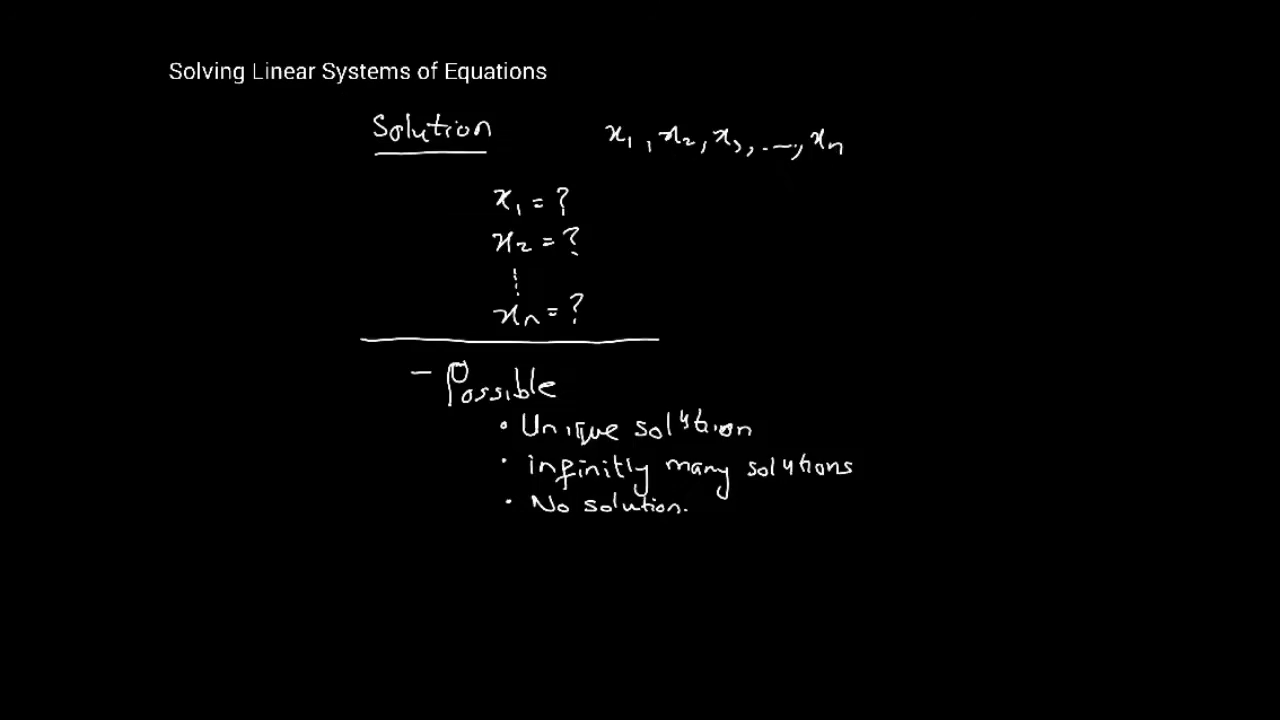 Solving Linear Systems of Equations
Solution x₁, x₂, x₃, ..., xₙ
x₁ = ?
x₂ = ?
⋮
xₙ = ?
- Possible
• Unique solution
• infinitly many solutions
• No solution.